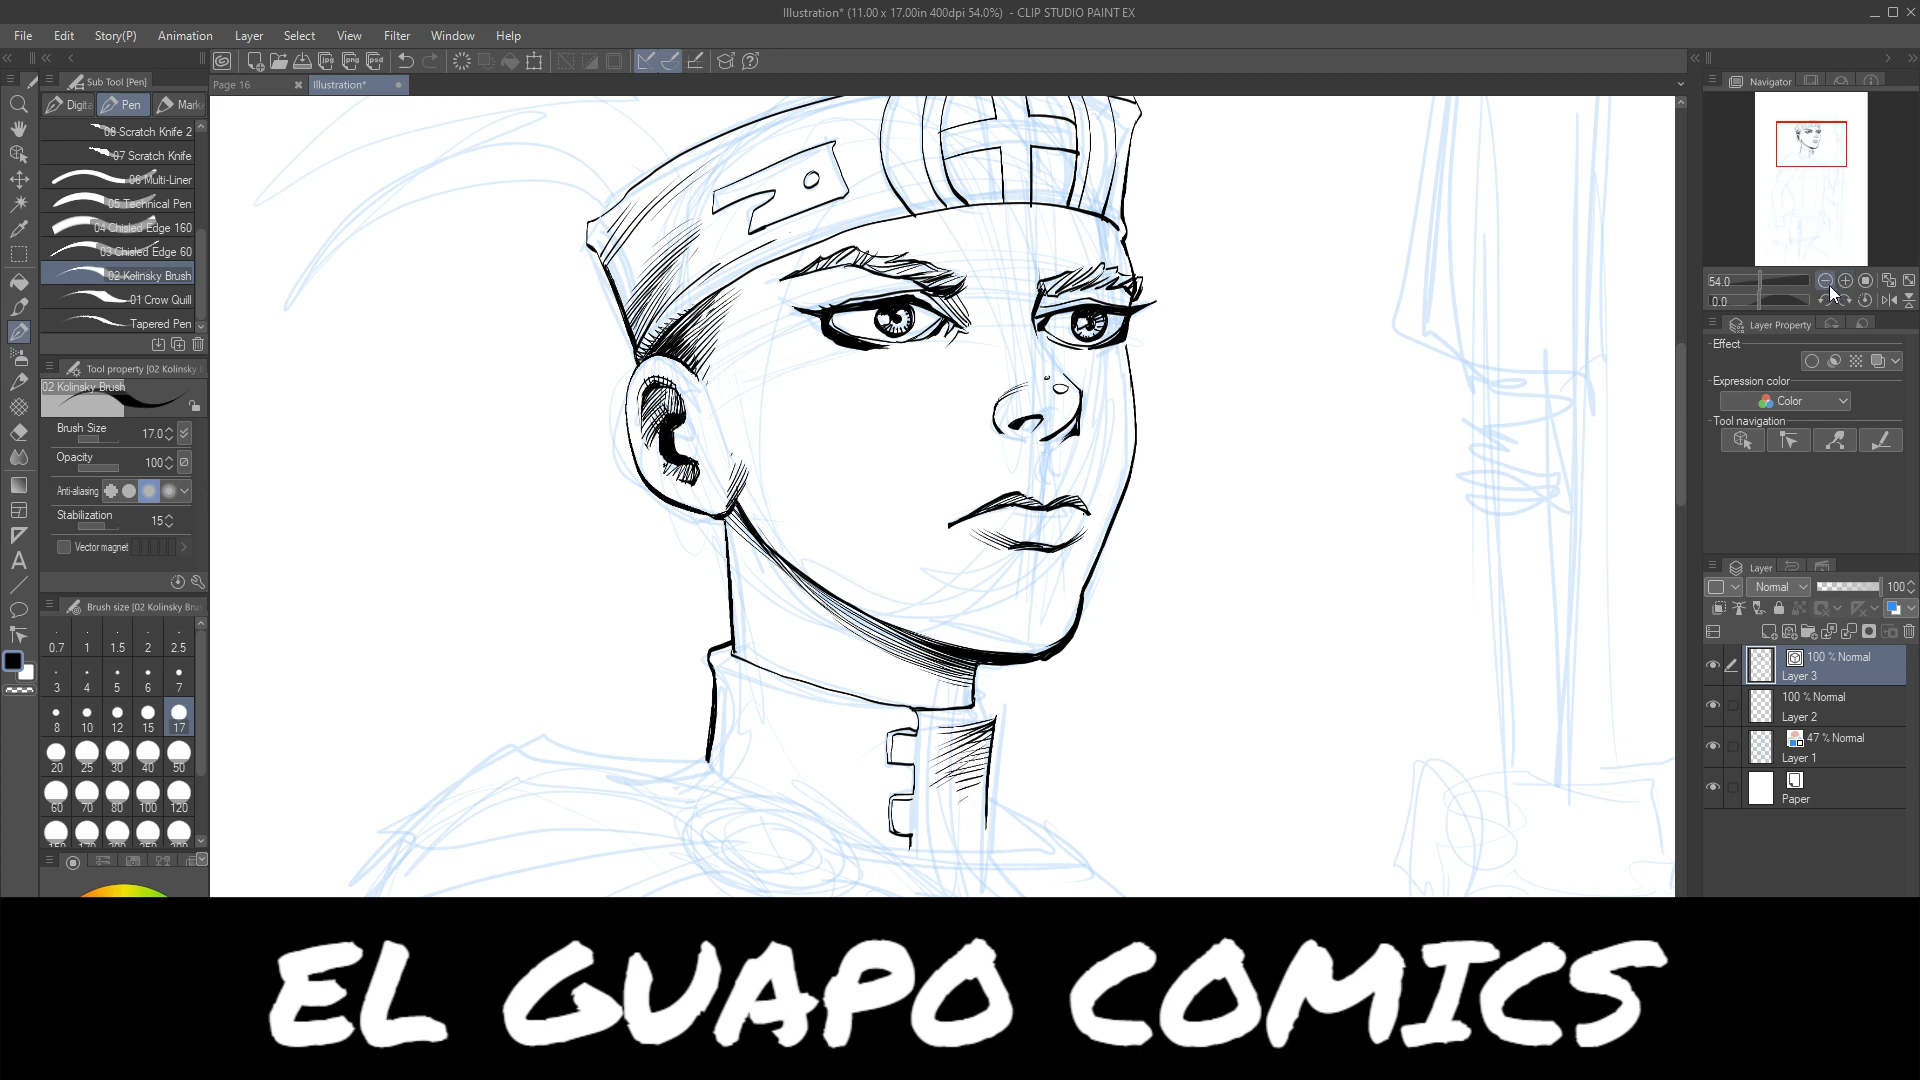 Illustration* (11.00 x 17.00in 400dpi 54.0%) - CLIP STUDIO PAINT EX
File Edit Story(P) Animation Layer Select View Filter Window Help
Sub Tool [Pen]
Page 16
Illustration*
Navigator
Pen
08 Scratch Knife 2
07 Scratch Knife
06 Multi-Liner
05 Technical Pen
04 Chisled Edge 160
03 Chisled Edge 60
02 Kolinsky Brush
01 Crow Quill
Tapered Pen
Tool property [02 Kolinsky
02 Kolinsky Brush
Brush Size 17.0
Opacity 100
Anti-aliasing
Stabilization 15
Vector magnet
Brush size [02 Kolinsky Bru
0.7 1 1.5 2 2.5
3 4 5 6 7
8 10 12 15 17
20 25 30 40 50
60 70 80 100 120
54.0
0.0
Layer Property
Effect
Expression color
Color
Tool navigation
Layer
Normal 100
100 % Normal
Layer 3
100 % Normal
Layer 2
47 % Normal
Layer 1
Paper
EL GUAPO COMICS